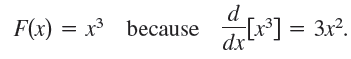 F(x) = x³ because d/dx [x³] = 3x².